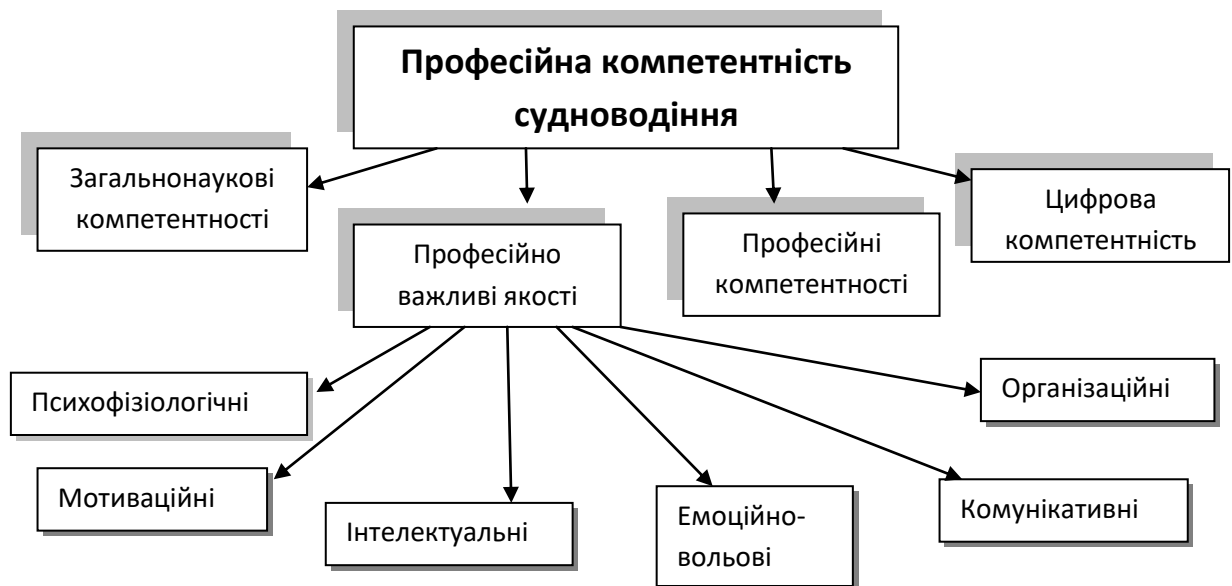 Професійна компетентність
судноводіння
Загальнонаукові
компетентності
Професійно
важливі якості
Професійні
компетентності
Цифрова
компетентність
Психофізіологічні
Організаційні
Мотиваційні
Інтелектуальні
Емоційно-
вольові
Комунікативні